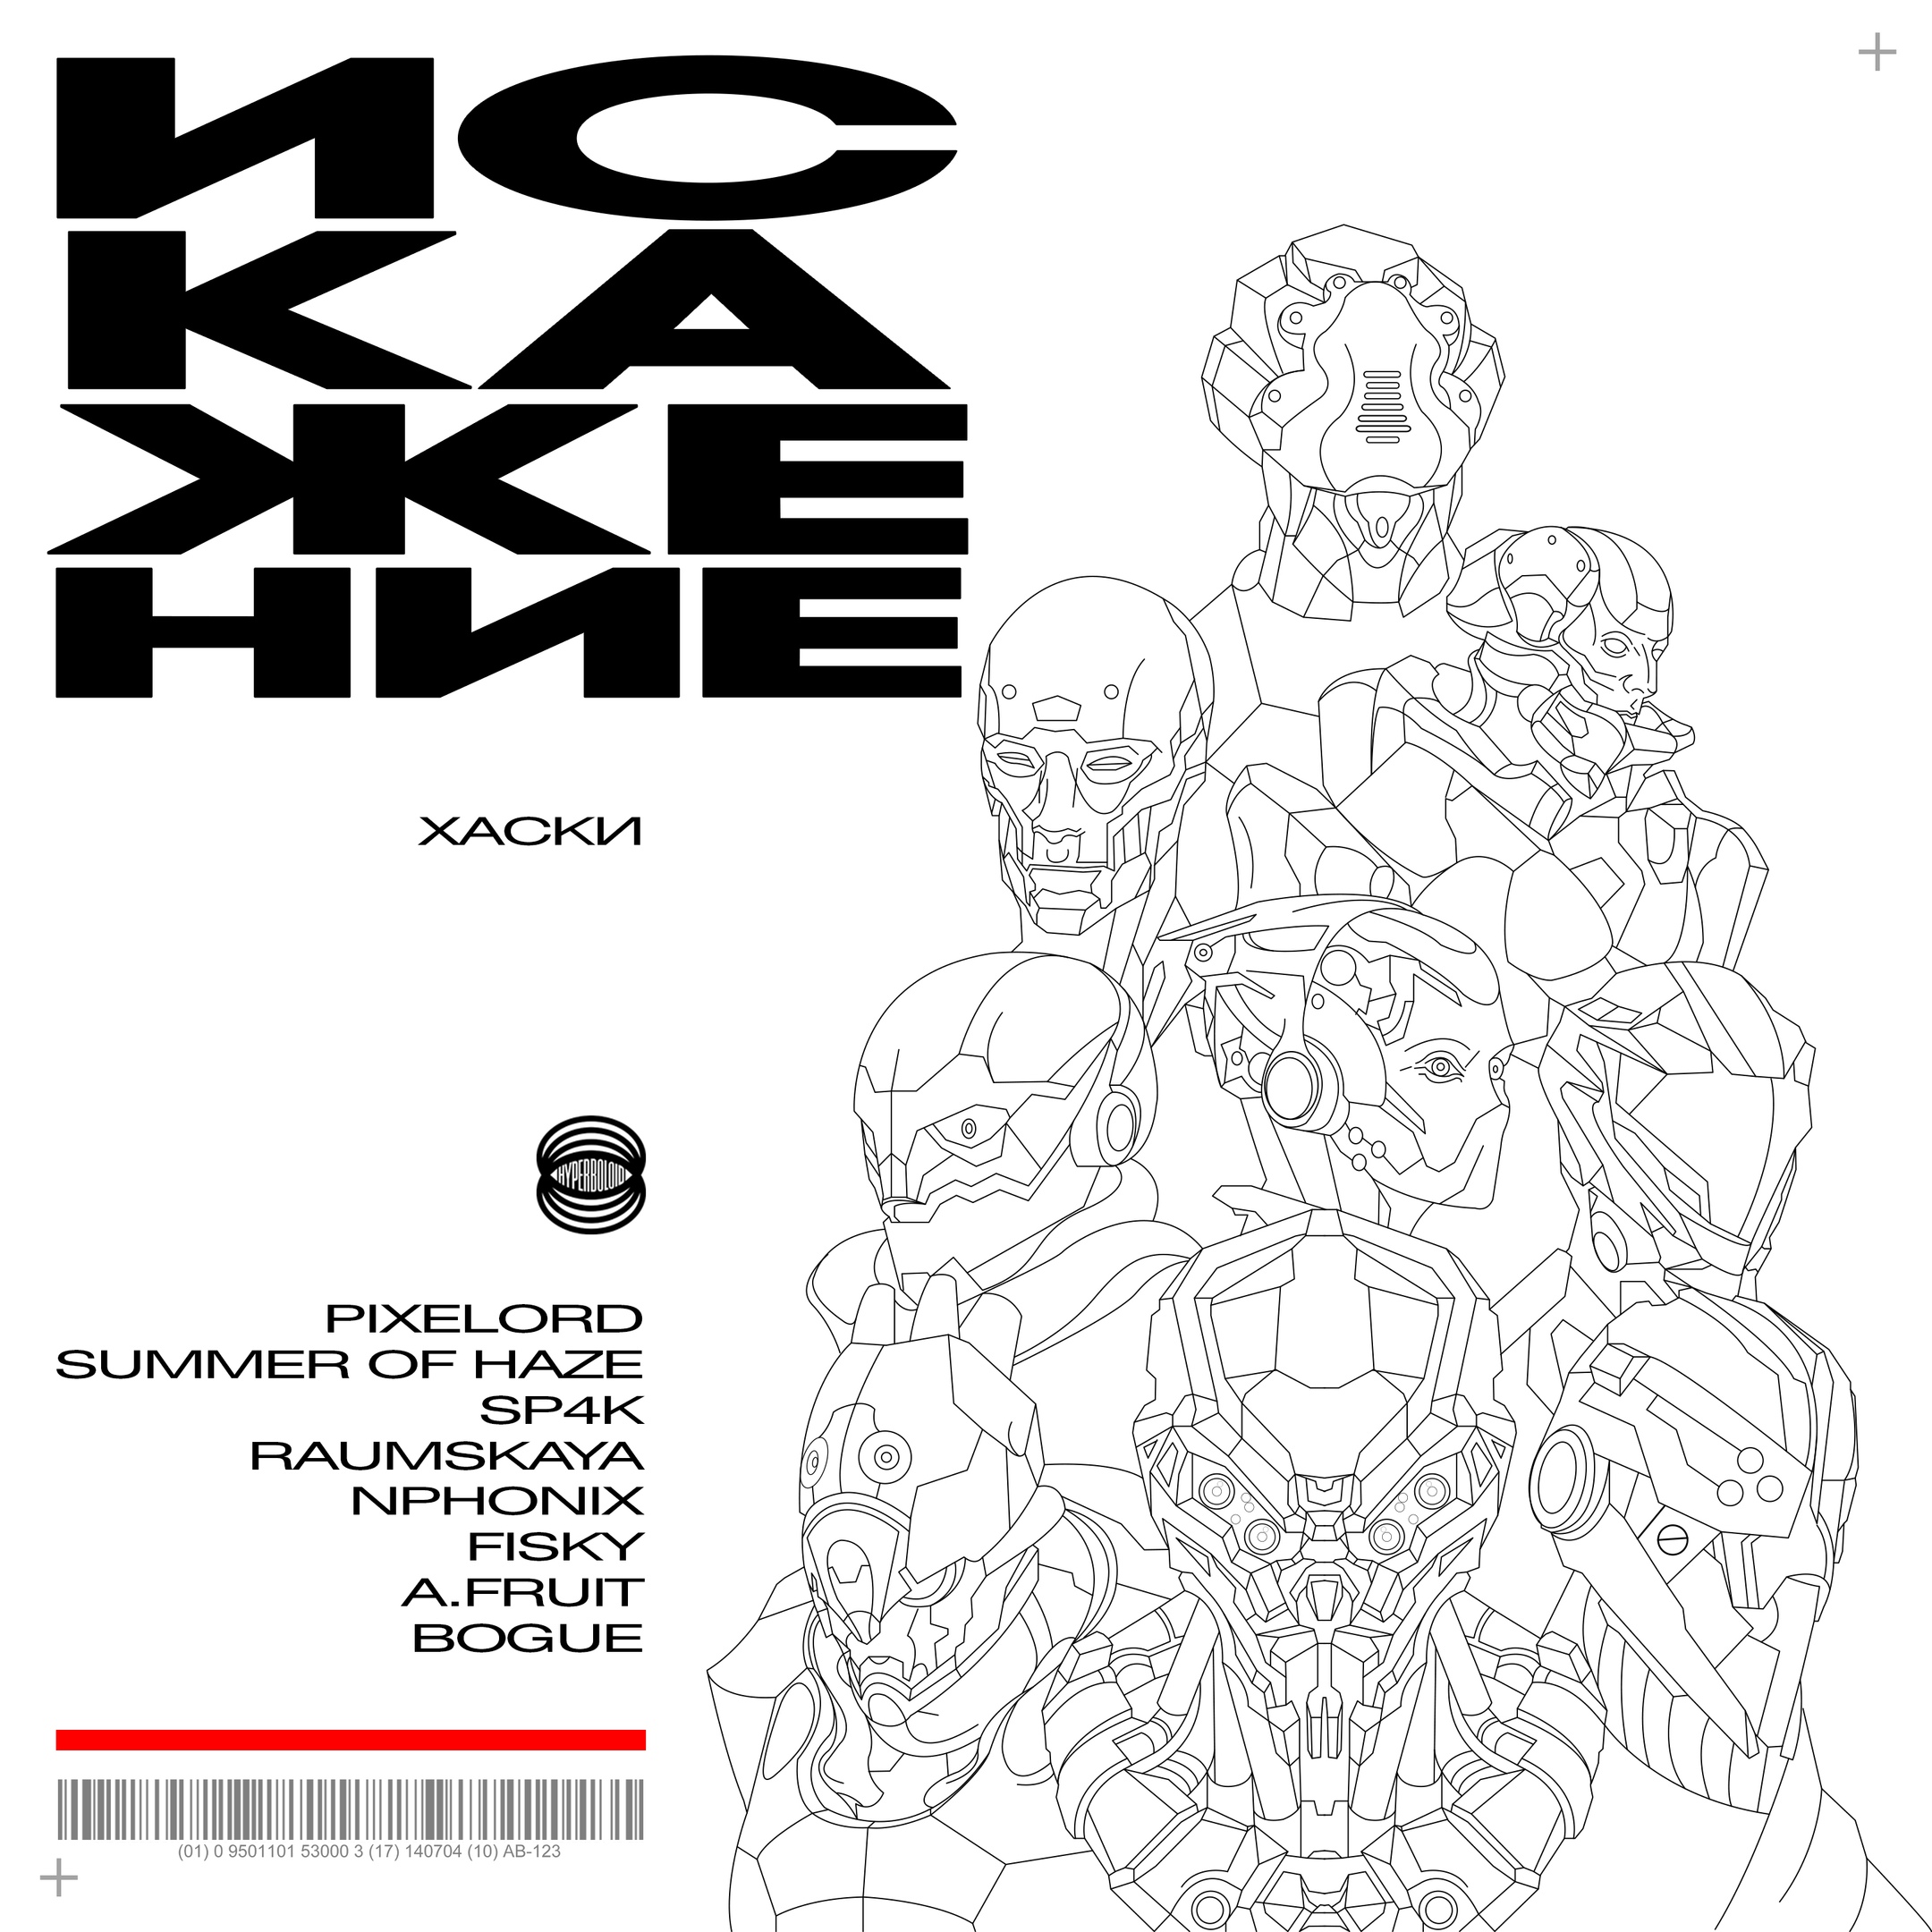 ИС
КА
ЖЕ
НИЕ
ХАСКИ
HYPERBOLOID
PIXELORD
SUMMER OF HAZE
SP4K
RAUMSKAYA
NPHONIX
FISKY
A.FRUIT
BOGUE
(01) 0 9501101 53000 3 (17) 140704 (10) AB-123